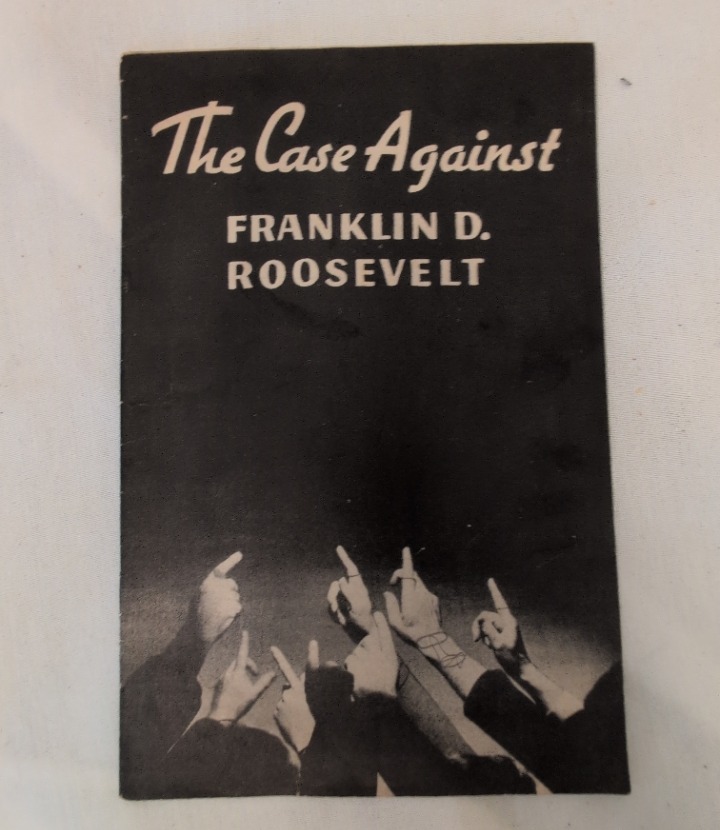 The Case Against
FRANKLIN D.
ROOSEVELT